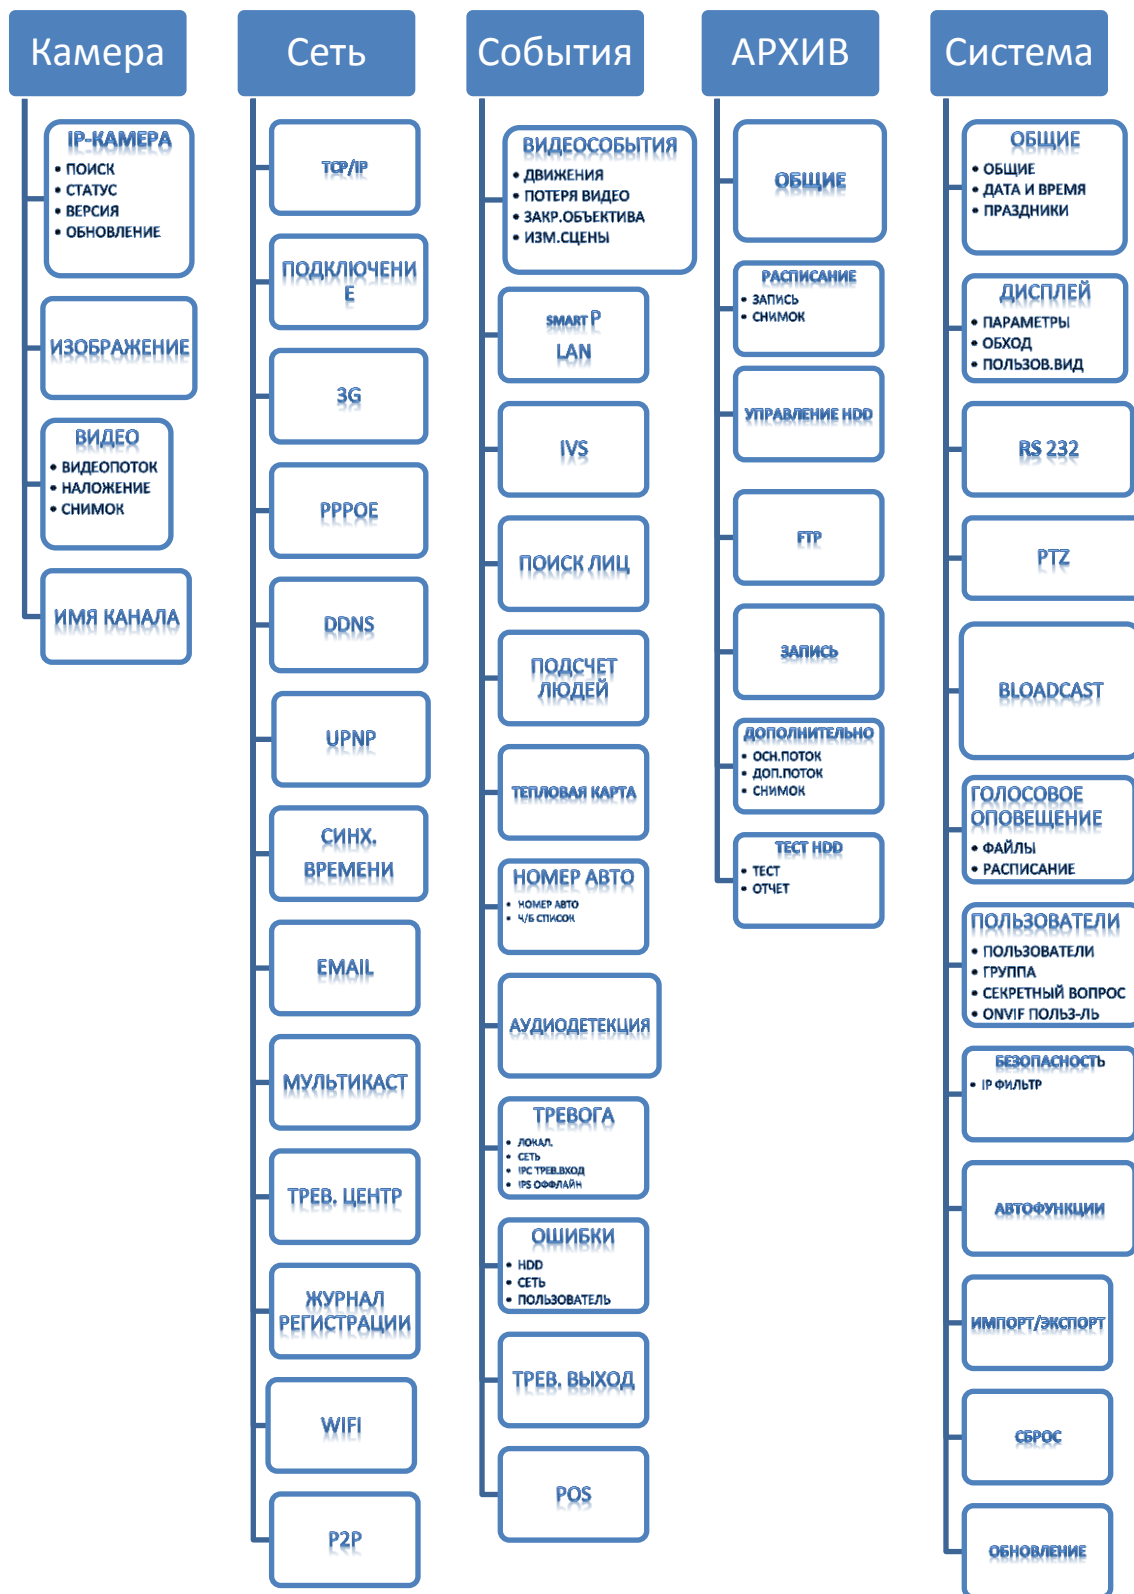 Камера
IP-КАМЕРА
• ПОИСК
• СТАТУС
• ВЕРСИЯ
• ОБНОВЛЕНИЕ
ИЗОБРАЖЕНИЕ
ВИДЕО
• ВИДЕОПОТОК
• НАЛОЖЕНИЕ
• СНИМОК
ИМЯ КАНАЛА
Сеть
TCP/IP
ПОДКЛЮЧЕНИ
Е
3G
PPPOE
DDNS
UPNP
СИНХ.
ВРЕМЕНИ
EMAIL
МУЛЬТИКАСТ
ТРЕВ. ЦЕНТР
ЖУРНАЛ
РЕГИСТРАЦИИ
WIFI
P2P
События
ВИДЕОСОБЫТИЯ
• ДВИЖЕНИЯ
• ПОТЕРЯ ВИДЕО
• ЗАКР.ОБЪЕКТИВА
• ИЗМ.СЦЕНЫ
SMART P
LAN
IVS
ПОИСК ЛИЦ
ПОДСЧЕТ
ЛЮДЕЙ
ТЕПЛОВАЯ КАРТА
НОМЕР АВТО
• НОМЕР АВТО
• Ч/Б СПИСОК
АУДИОДЕТЕКЦИЯ
ТРЕВОГА
• ЛОКАЛ.
• СЕТЬ
• IPC ТРЕВ.ВХОД
• IPS ОФФЛАЙН
ОШИБКИ
• HDD
• СЕТЬ
• ПОЛЬЗОВАТЕЛЬ
ТРЕВ. ВЫХОД
POS
АРХИВ
ОБЩИЕ
РАСПИСАНИЕ
• ЗАПИСЬ
• СНИМОК
УПРАВЛЕНИЕ HDD
FTP
ЗАПИСЬ
ДОПОЛНИТЕЛЬНО
• ОСН.ПОТОК
• ДОП.ПОТОК
• СНИМОК
ТЕСТ HDD
• ТЕСТ
• ОТЧЕТ
Система
ОБЩИЕ
• ОБЩИЕ
• ДАТА И ВРЕМЯ
• ПРАЗДНИКИ
ДИСПЛЕЙ
• ПАРАМЕТРЫ
• ОБХОД
• ПОЛЬЗОВ.ВИД
RS 232
PTZ
BLOADCAST
ГОЛОСОВОЕ
ОПОВЕЩЕНИЕ
• ФАЙЛЫ
• РАСПИСАНИЕ
ПОЛЬЗОВАТЕЛИ
• ПОЛЬЗОВАТЕЛИ
• ГРУППА
• СЕКРЕТНЫЙ ВОПРОС
• ONVIF ПОЛЬЗ-ЛЬ
БЕЗОПАСНОСТЬ
• IP ФИЛЬТР
АВТОФУНКЦИИ
ИМПОРТ/ЭКСПОРТ
СБРОС
ОБНОВЛЕНИЕ